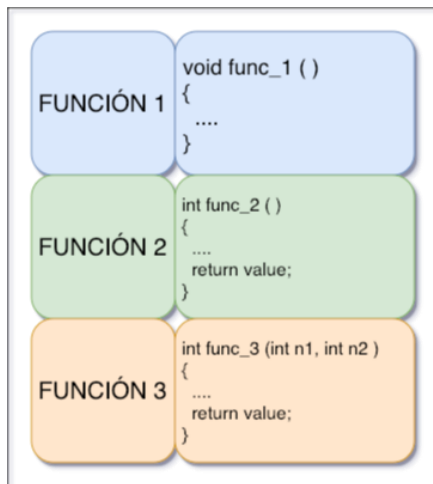 FUNCIÓN 1
void func_1 ( )
{
....
}
FUNCIÓN 2
int func_2 ( )
{
....
return value;
}
FUNCIÓN 3
int func_3 (int n1, int n2 )
{
....
return value;
}